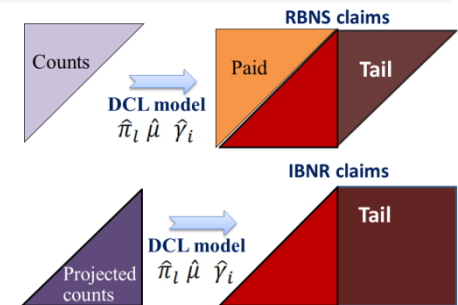 RBNS claims
Counts
Paid
Tail
DCL model
π̂_l μ̂ γ̂_i
IBNR claims
Tail
DCL model
π̂_l μ̂ γ̂_i
Projected
counts